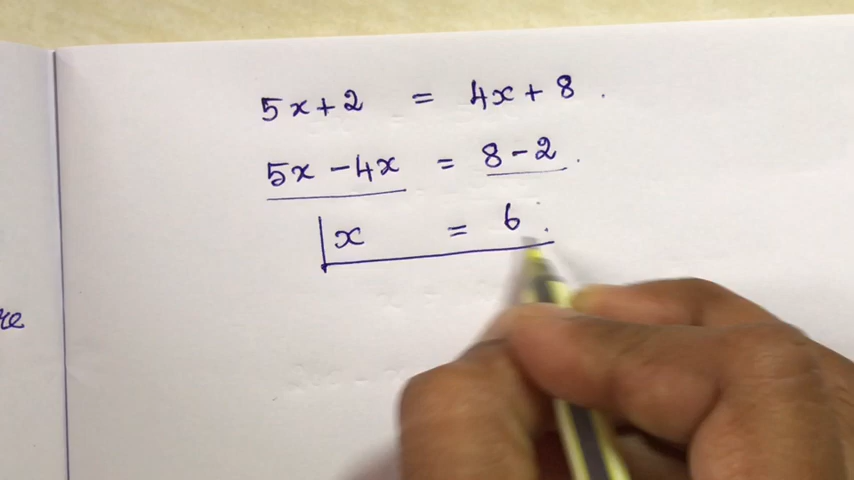 5x+2 = 4x+8.
5x-4x = 8-2.
x = 6.